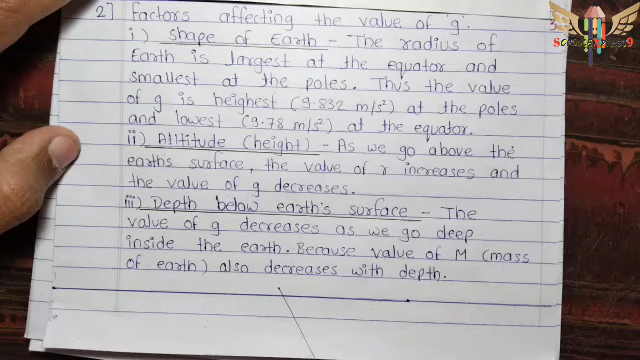 2] Factors affecting the value of 'g'.
i) Shape of Earth - The radius of
Earth is largest at the equator and
smallest at the poles. Thus the value
of g is heighest (9.832 m/s²) at the poles
and lowest (9.78 m/s²) at the equator.
ii) Altitude (height) - As we go above the
earth's surface, the value of r increases and
the value of g decreases.
iii) Depth below earth's surface - The
value of g decreases as we go deep
inside the earth. Because value of M (mass
of earth) also decreases with depth.